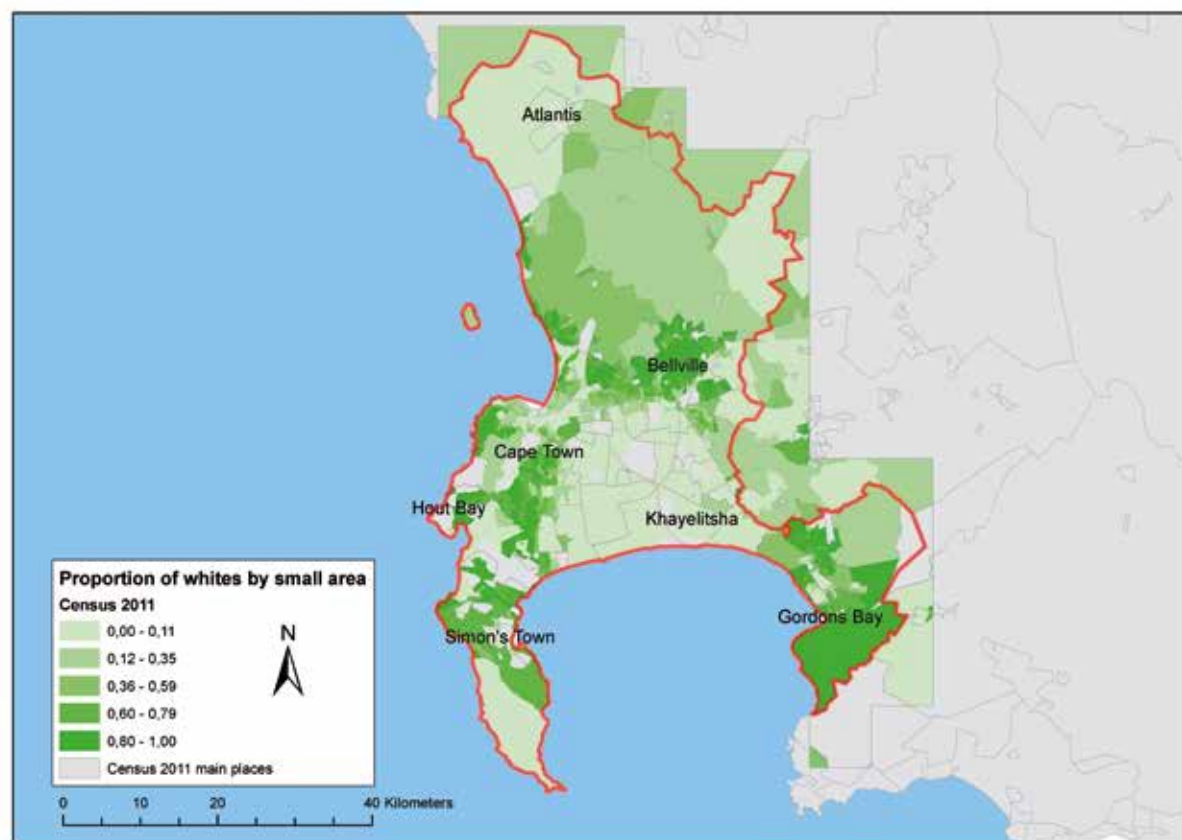 Atlantis
Bellville
Cape Town
Hout Bay
Khayelitsha
Gordons Bay
Simon's Town
Proportion of whites by small area
Census 2011
0,00 - 0,11
0,12 - 0,35
0,36 - 0,59
0,60 - 0,79
0,80 - 1,00
Census 2011 main places
N
0 10 20 40 Kilometers